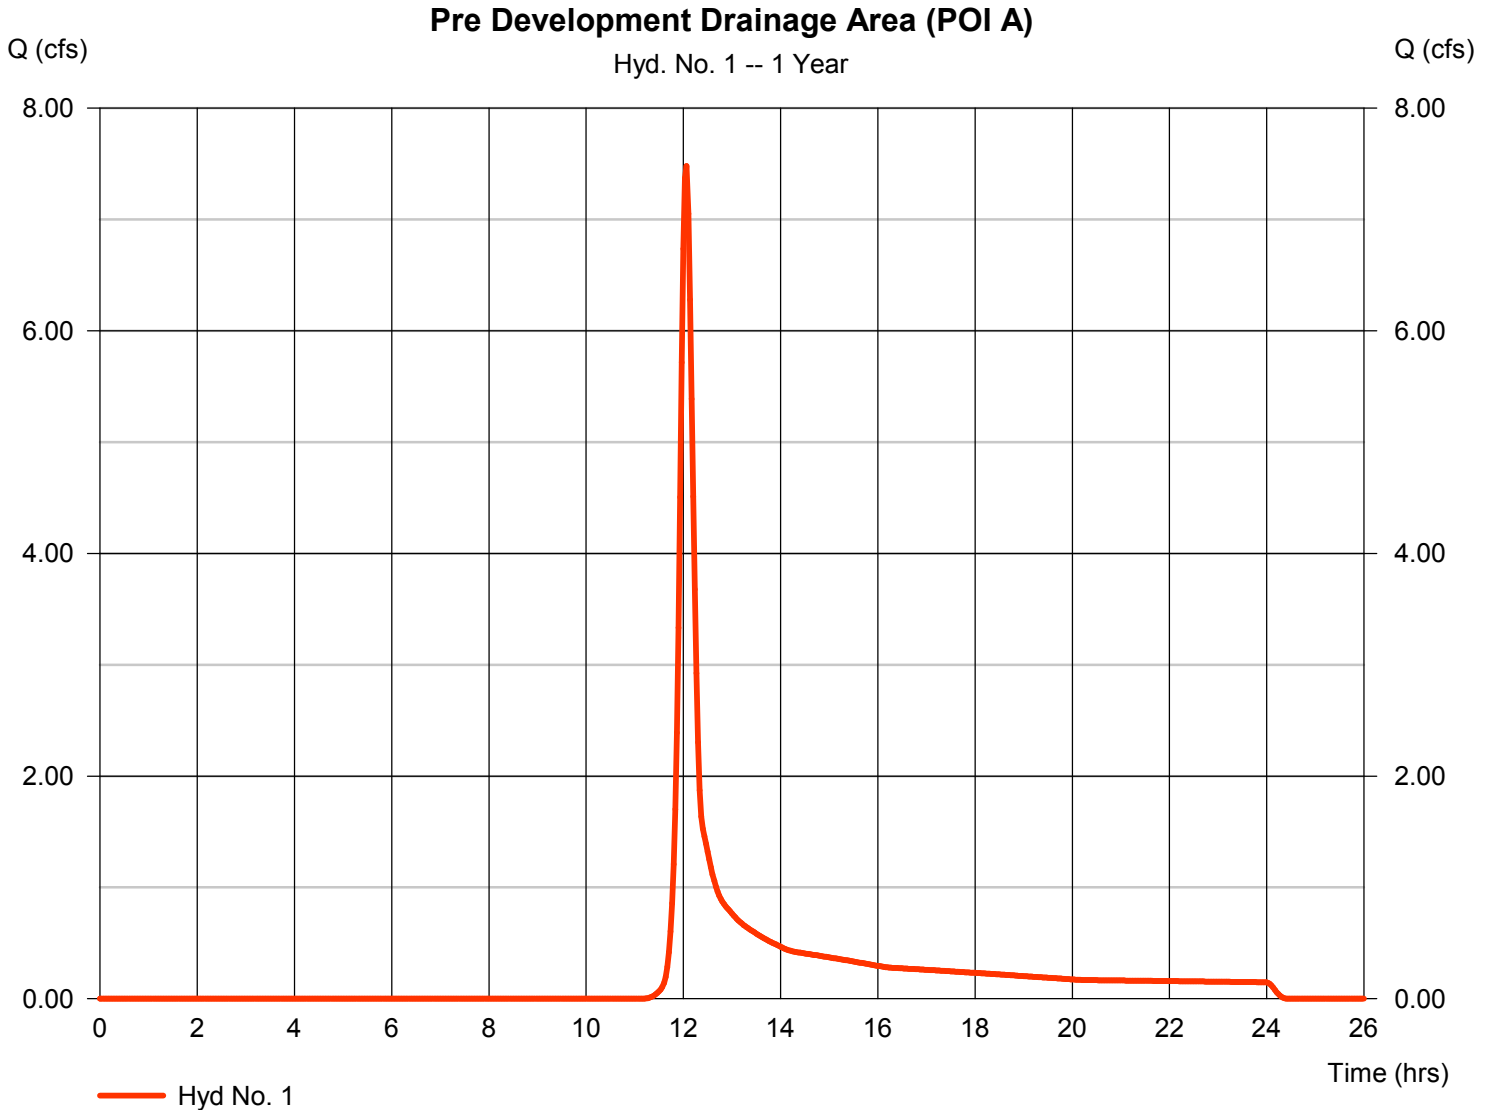 Pre Development Drainage Area (POI A)
Q (cfs)
Hyd. No. 1 -- 1 Year
Q (cfs)
8.00
8.00
6.00
6.00
4.00
4.00
2.00
2.00
0.00
0.00
0 2 4 6 8 10 12 14 16 18 20 22 24 26
Time (hrs)
Hyd No. 1